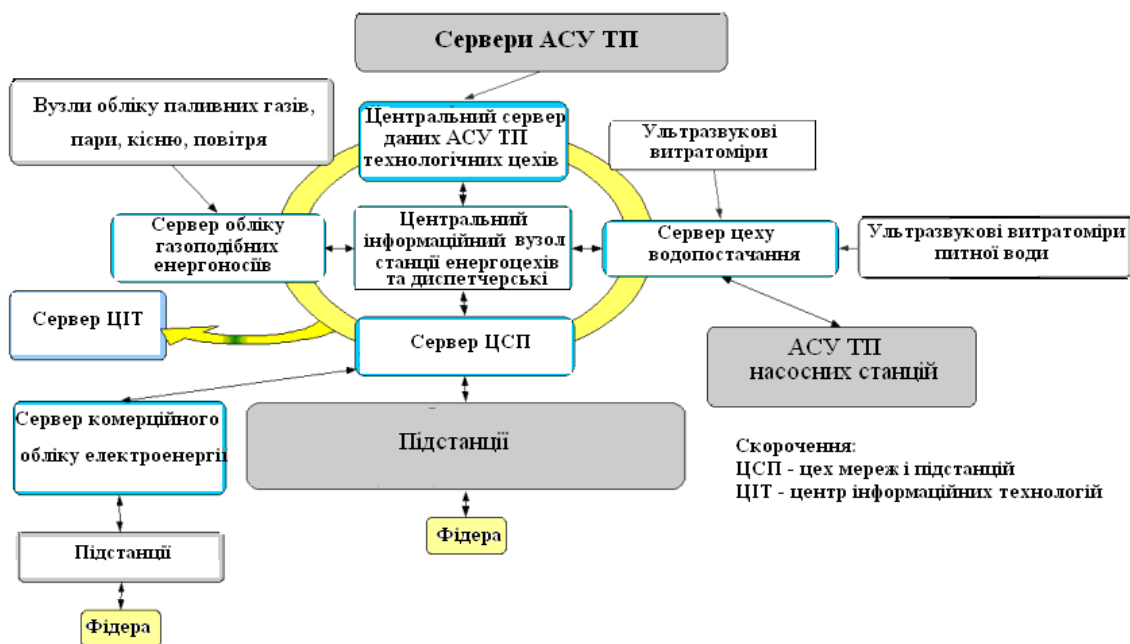 Сервери АСУ ТП
Вузли обліку паливних газів,
пари, кісню, повітря
Центральний сервер
даних АСУ ТП
технологічних цехів
Ультразвукові
витратоміри
Сервер обліку
газоподібних
енергоносіїв
Центральний
інформаційний вузол
станції енергоцехів
та диспетчерські
Сервер цеху
водопостачання
Ультразвукові витратоміри
питної води
Сервер ЦІТ
Сервер ЦСП
АСУ ТП
насосних станцій
Сервер комерційного
обліку електроенергії
Підстанції
Скорочення:
ЦСП - цех мереж і підстанцій
ЦІТ - центр інформаційних технологій
Фідера
Підстанції
Фідера